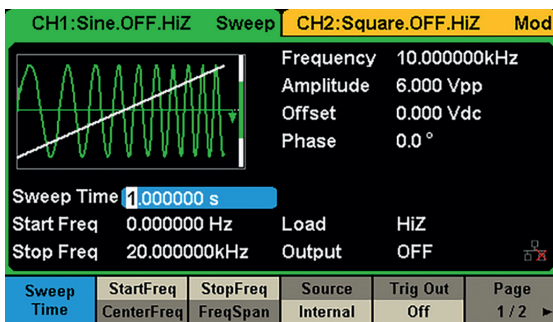 CH1:Sine.OFF.HiZ Sweep CH2:Square.OFF.HiZ Mod
Frequency 10.000000kHz
Amplitude 6.000 Vpp
Offset 0.000 Vdc
Phase 0.0 °
Sweep Time 1.000000 s
Start Freq 0.000000 Hz Load HiZ
Stop Freq 20.000000kHz Output OFF
Sweep StartFreq StopFreq Source Trig Out Page
Time CenterFreq FreqSpan Internal Off 1/2 ►